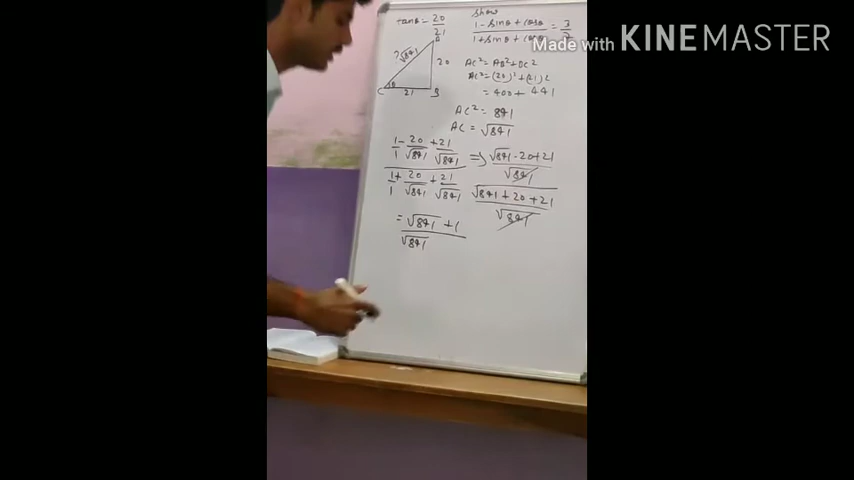 tanθ = 20/21
show
1 - sinθ + cosθ / 1 + sinθ + cosθ = 3/7
Made with KINEMASTER
? √841
20
C θ 21 B
AC² = AB² + BC²
AC² = (20)² + (21)²
= 400 + 441
AC² = 841
AC = √841
1/1 - 20/√841 + 21/√841 / 1/1 + 20/√841 + 21/√841 => √841 - 20 + 21 / √841 / √841 + 20 + 21 / √841
= √841 + 1 / √841